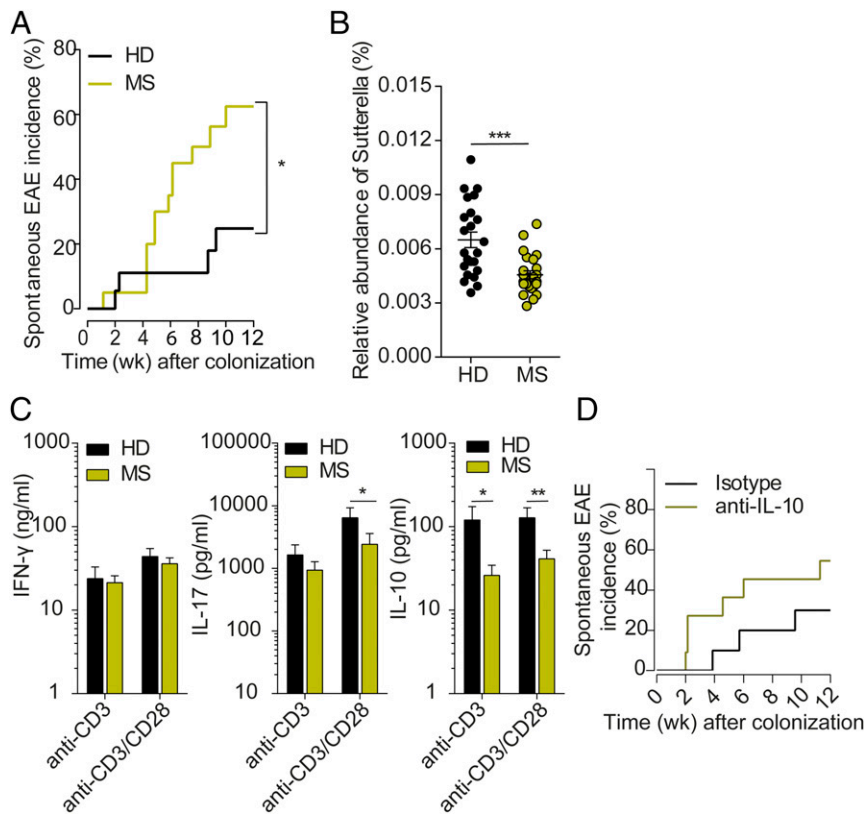 A
Spontaneous EAE incidence (%)
80
60
40
20
0
HD
MS
*
0 2 4 6 8 10 12
Time (wk) after colonization
B
Relative abundance of Sutterella
0.015
0.012
0.009
0.006
0.003
0.000
***
HD MS
C
IFN-γ (ng/ml)
1000
100
10
1
HD
MS
anti-CD3
anti-CD3/CD28
IL-17 (pg/ml)
100000
10000
1000
100
10
HD
MS
*
anti-CD3
anti-CD3/CD28
IL-10 (pg/ml)
1000
100
10
1
HD
MS
* **
anti-CD3
anti-CD3/CD28
D
Spontaneous EAE
incidence (%)
80
60
40
20
0
Isotype
anti-IL-10
0 2 4 6 8 10 12
Time (wk) after colonization